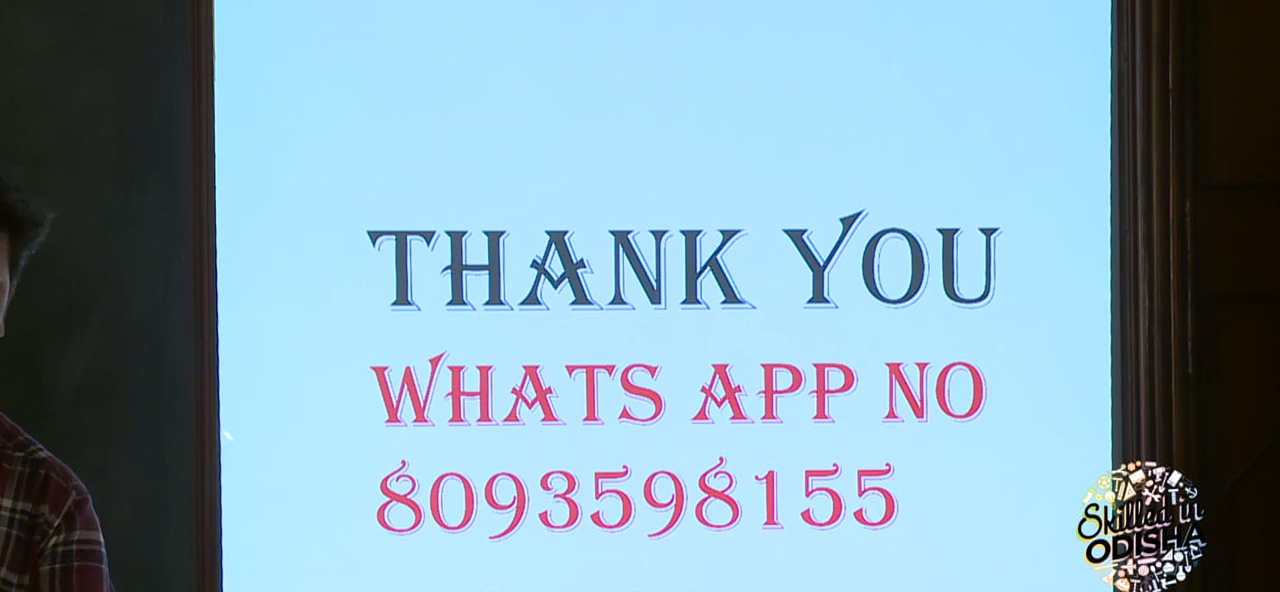 THANK YOU
WHATS APP NO
8093598155
Skilled in
ODISHA